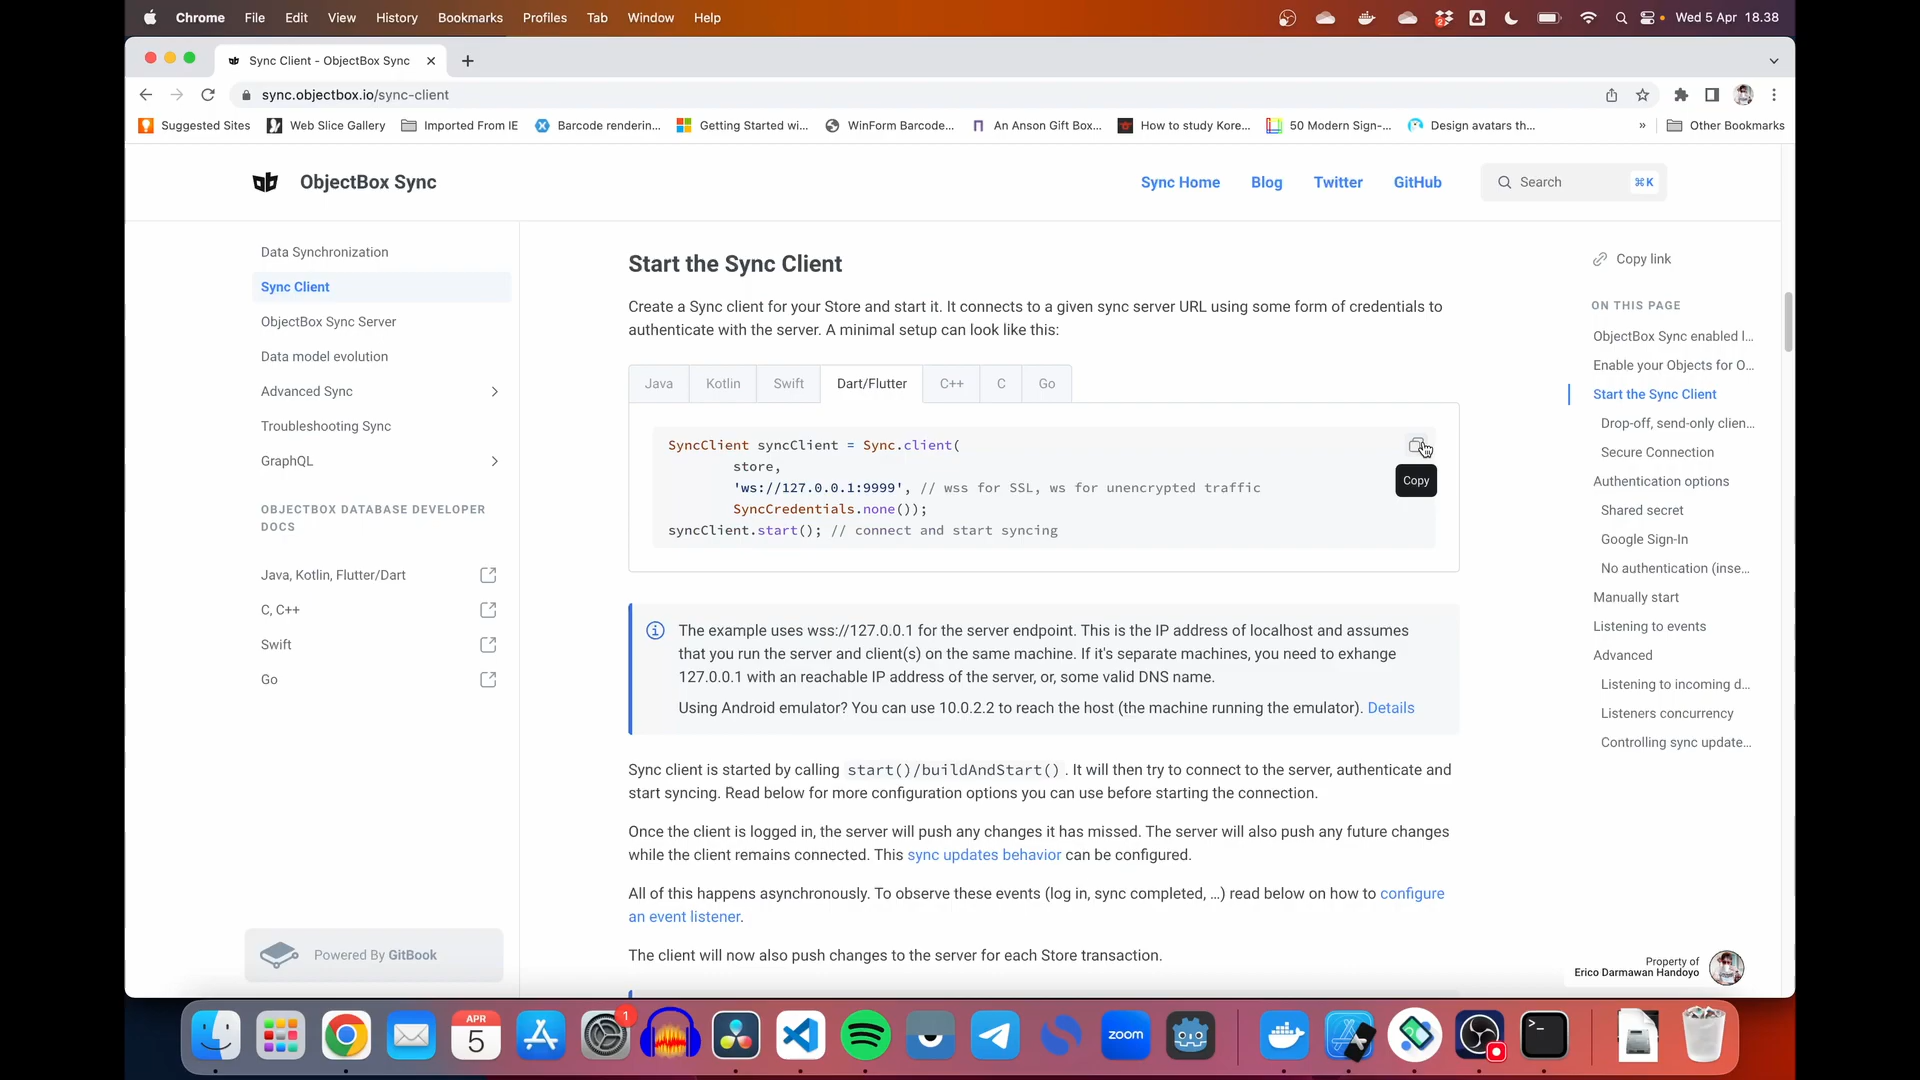 Chrome File Edit View History Bookmarks Profiles Tab Window Help
2
Wed 5 Apr 18.38
Sync Client - ObjectBox Sync
sync.objectbox.io/sync-client
Suggested Sites Web Slice Gallery Imported From IE Barcode renderin... Getting Started wi... WinForm Barcode... An Anson Gift Box... How to study Kore... 50 Modern Sign-... Design avatars th... » Other Bookmarks
ObjectBox Sync
Sync Home Blog Twitter GitHub Search ⌘K
Data Synchronization
Sync Client
ObjectBox Sync Server
Data model evolution
Advanced Sync
Troubleshooting Sync
GraphQL
OBJECTBOX DATABASE DEVELOPER
DOCS
Java, Kotlin, Flutter/Dart
C, C++
Swift
Go
Powered By GitBook
Start the Sync Client
Create a Sync client for your Store and start it. It connects to a given sync server URL using some form of credentials to
authenticate with the server. A minimal setup can look like this:
Java Kotlin Swift Dart/Flutter C++ C Go
SyncClient syncClient = Sync.client(
store,
'ws://127.0.0.1:9999', // wss for SSL, ws for unencrypted traffic
SyncCredentials.none());
syncClient.start(); // connect and start syncing
Copy
The example uses wss://127.0.0.1 for the server endpoint. This is the IP address of localhost and assumes
that you run the server and client(s) on the same machine. If it's separate machines, you need to exhange
127.0.0.1 with an reachable IP address of the server, or, some valid DNS name.
Using Android emulator? You can use 10.0.2.2 to reach the host (the machine running the emulator). Details
Sync client is started by calling start()/buildAndStart() . It will then try to connect to the server, authenticate and
start syncing. Read below for more configuration options you can use before starting the connection.
Once the client is logged in, the server will push any changes it has missed. The server will also push any future changes
while the client remains connected. This sync updates behavior can be configured.
All of this happens asynchronously. To observe these events (log in, sync completed, …) read below on how to configure
an event listener.
The client will now also push changes to the server for each Store transaction.
Copy link
ON THIS PAGE
ObjectBox Sync enabled l...
Enable your Objects for O...
Start the Sync Client
Drop-off, send-only clien...
Secure Connection
Authentication options
Shared secret
Google Sign-In
No authentication (inse...
Manually start
Listening to events
Advanced
Listening to incoming d...
Listeners concurrency
Controlling sync update...
Property of
Erico Darmawan Handoyo
APR
5
1
zoom
>_